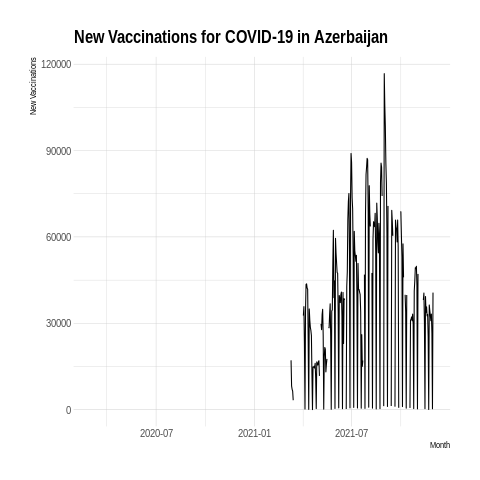 New Vaccinations for COVID-19 in Azerbaijan
New Vaccinations
120000
90000
60000
30000
0
2020-07 2021-01 2021-07
Month